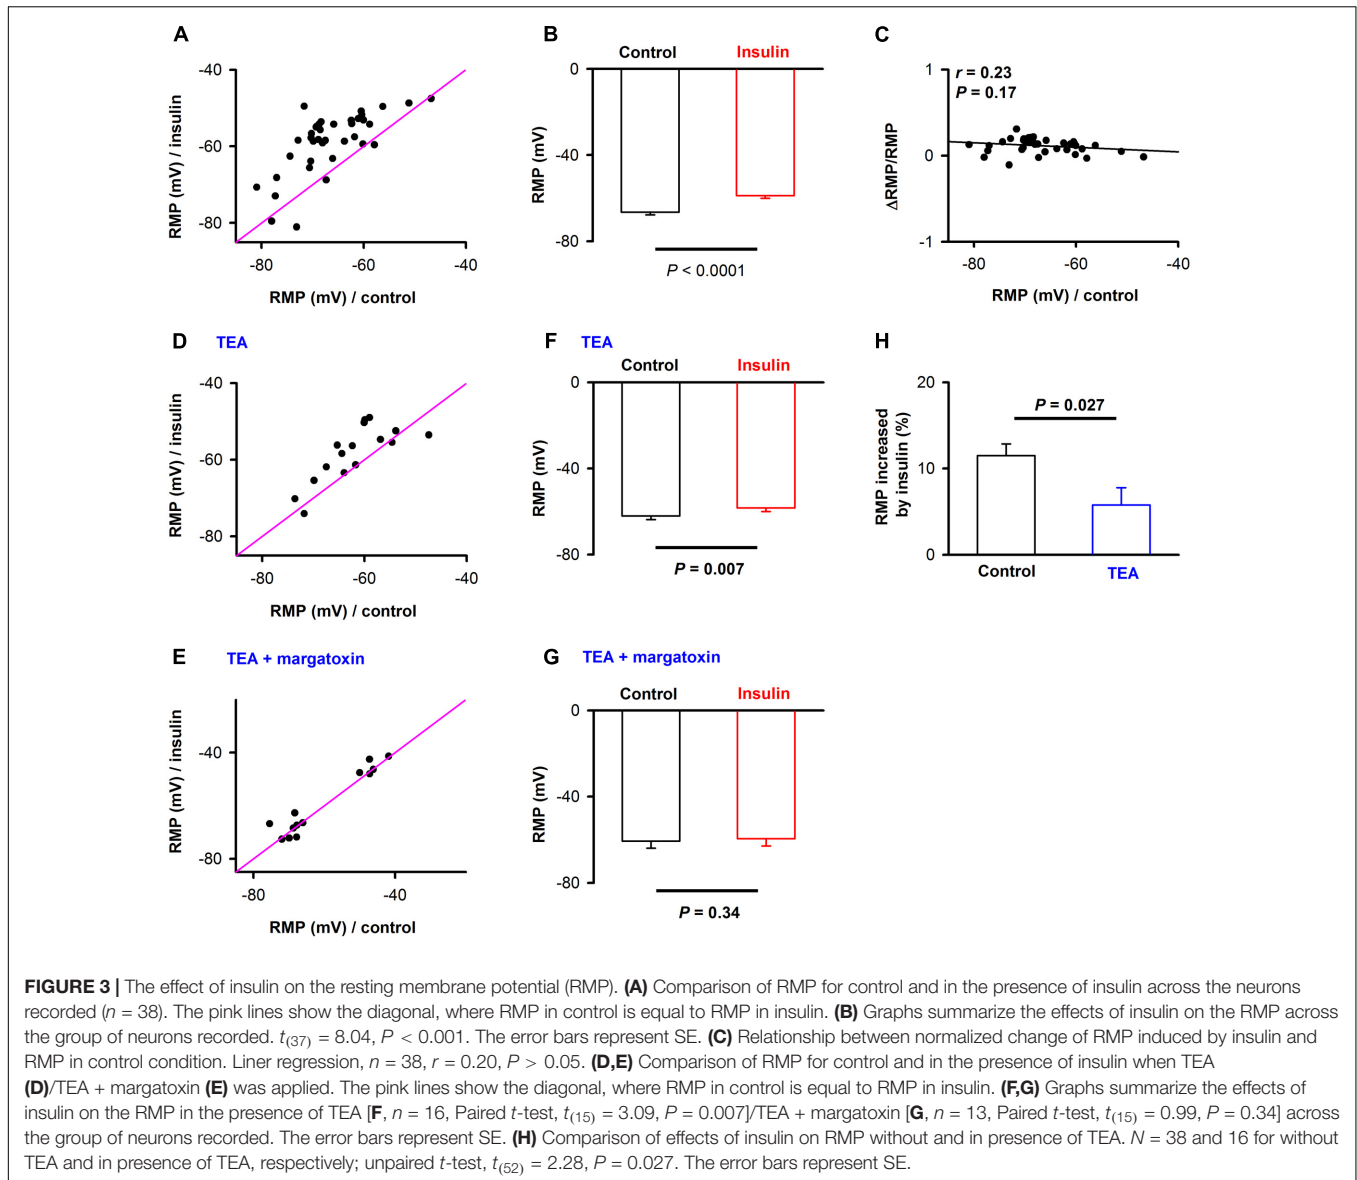 A
-40
-60
-80
-80
-60
-40
RMP (mV) / insulin
RMP (mV) / control
B
Control
Insulin
0
-40
-80
RMP (mV)
P < 0.0001
C
1
0
-1
r = 0.23
P = 0.17
ΔRMP/RMP
-80
-60
-40
RMP (mV) / control
D TEA
-40
-60
-80
-80
-60
-40
RMP (mV) / insulin
RMP (mV) / control
F TEA
Control
Insulin
0
-40
-80
RMP (mV)
P = 0.007
H
20
10
0
RMP increased
by insulin (%)
P = 0.027
Control
TEA
E TEA + margatoxin
-40
-80
-80
-40
RMP (mV) / insulin
RMP (mV) / control
G TEA + margatoxin
Control
Insulin
0
-40
-80
RMP (mV)
P = 0.34
FIGURE 3 | The effect of insulin on the resting membrane potential (RMP). (A) Comparison of RMP for control and in the presence of insulin across the neurons
recorded (n = 38). The pink lines show the diagonal, where RMP in control is equal to RMP in insulin. (B) Graphs summarize the effects of insulin on the RMP across
the group of neurons recorded. t(37) = 8.04, P < 0.001. The error bars represent SE. (C) Relationship between normalized change of RMP induced by insulin and
RMP in control condition. Liner regression, n = 38, r = 0.20, P > 0.05. (D,E) Comparison of RMP for control and in the presence of insulin when TEA
(D)/TEA + margatoxin (E) was applied. The pink lines show the diagonal, where RMP in control is equal to RMP in insulin. (F,G) Graphs summarize the effects of
insulin on the RMP in the presence of TEA [F, n = 16, Paired t-test, t(15) = 3.09, P = 0.007]/TEA + margatoxin [G, n = 13, Paired t-test, t(15) = 0.99, P = 0.34] across
the group of neurons recorded. The error bars represent SE. (H) Comparison of effects of insulin on RMP without and in presence of TEA. N = 38 and 16 for without
TEA and in presence of TEA, respectively; unpaired t-test, t(52) = 2.28, P = 0.027. The error bars represent SE.